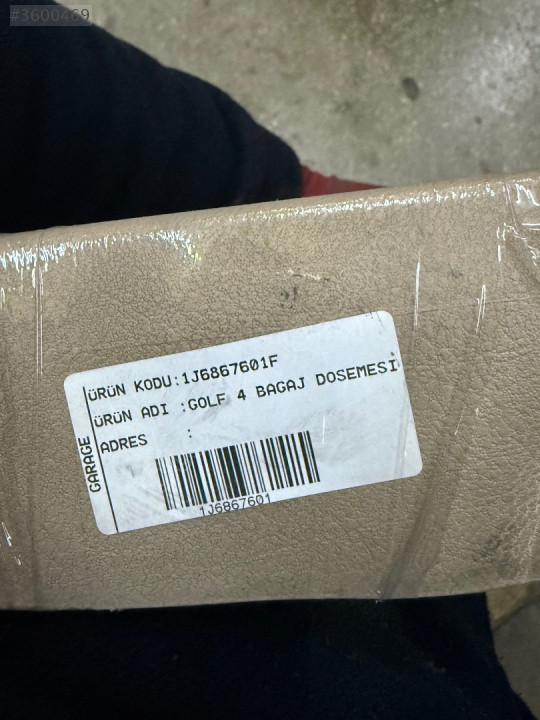 #3600469
GARAGE
ÜRÜN KODU:1J6867601F
ÜRÜN ADI :GOLF 4 BAGAJ DOSEMESİ
ADRES :
1J6867601